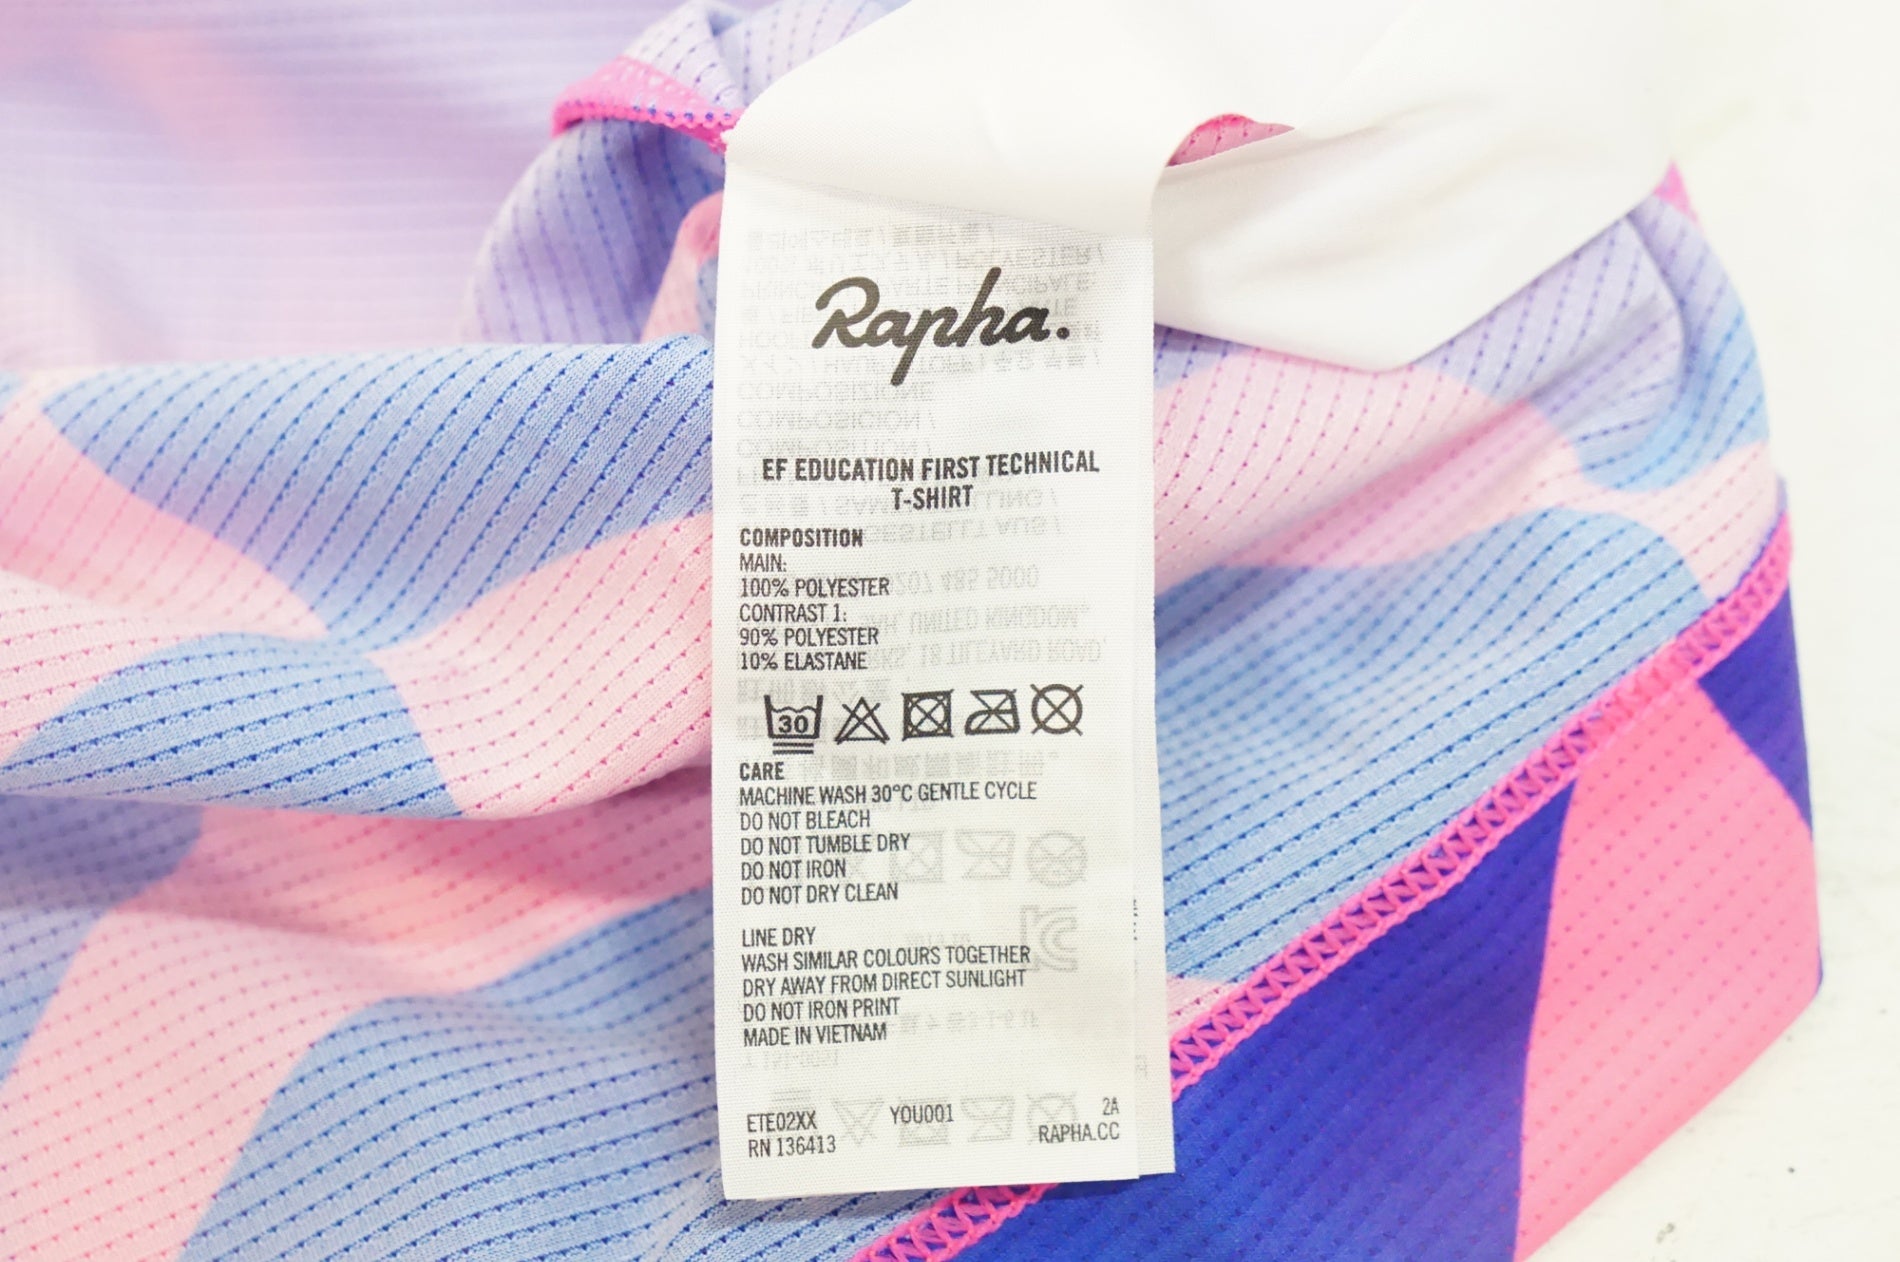 Rapha.
EF EDUCATION FIRST TECHNICAL
T-SHIRT
COMPOSITION
MAIN:
100% POLYESTER
CONTRAST 1:
90% POLYESTER
10% ELASTANE
30
CARE
MACHINE WASH 30°C GENTLE CYCLE
DO NOT BLEACH
DO NOT TUMBLE DRY
DO NOT IRON
DO NOT DRY CLEAN
LINE DRY
WASH SIMILAR COLOURS TOGETHER
DRY AWAY FROM DIRECT SUNLIGHT
DO NOT IRON PRINT
MADE IN VIETNAM
ETE02XX YOU001 2A
RN 136413 RAPHA.CC